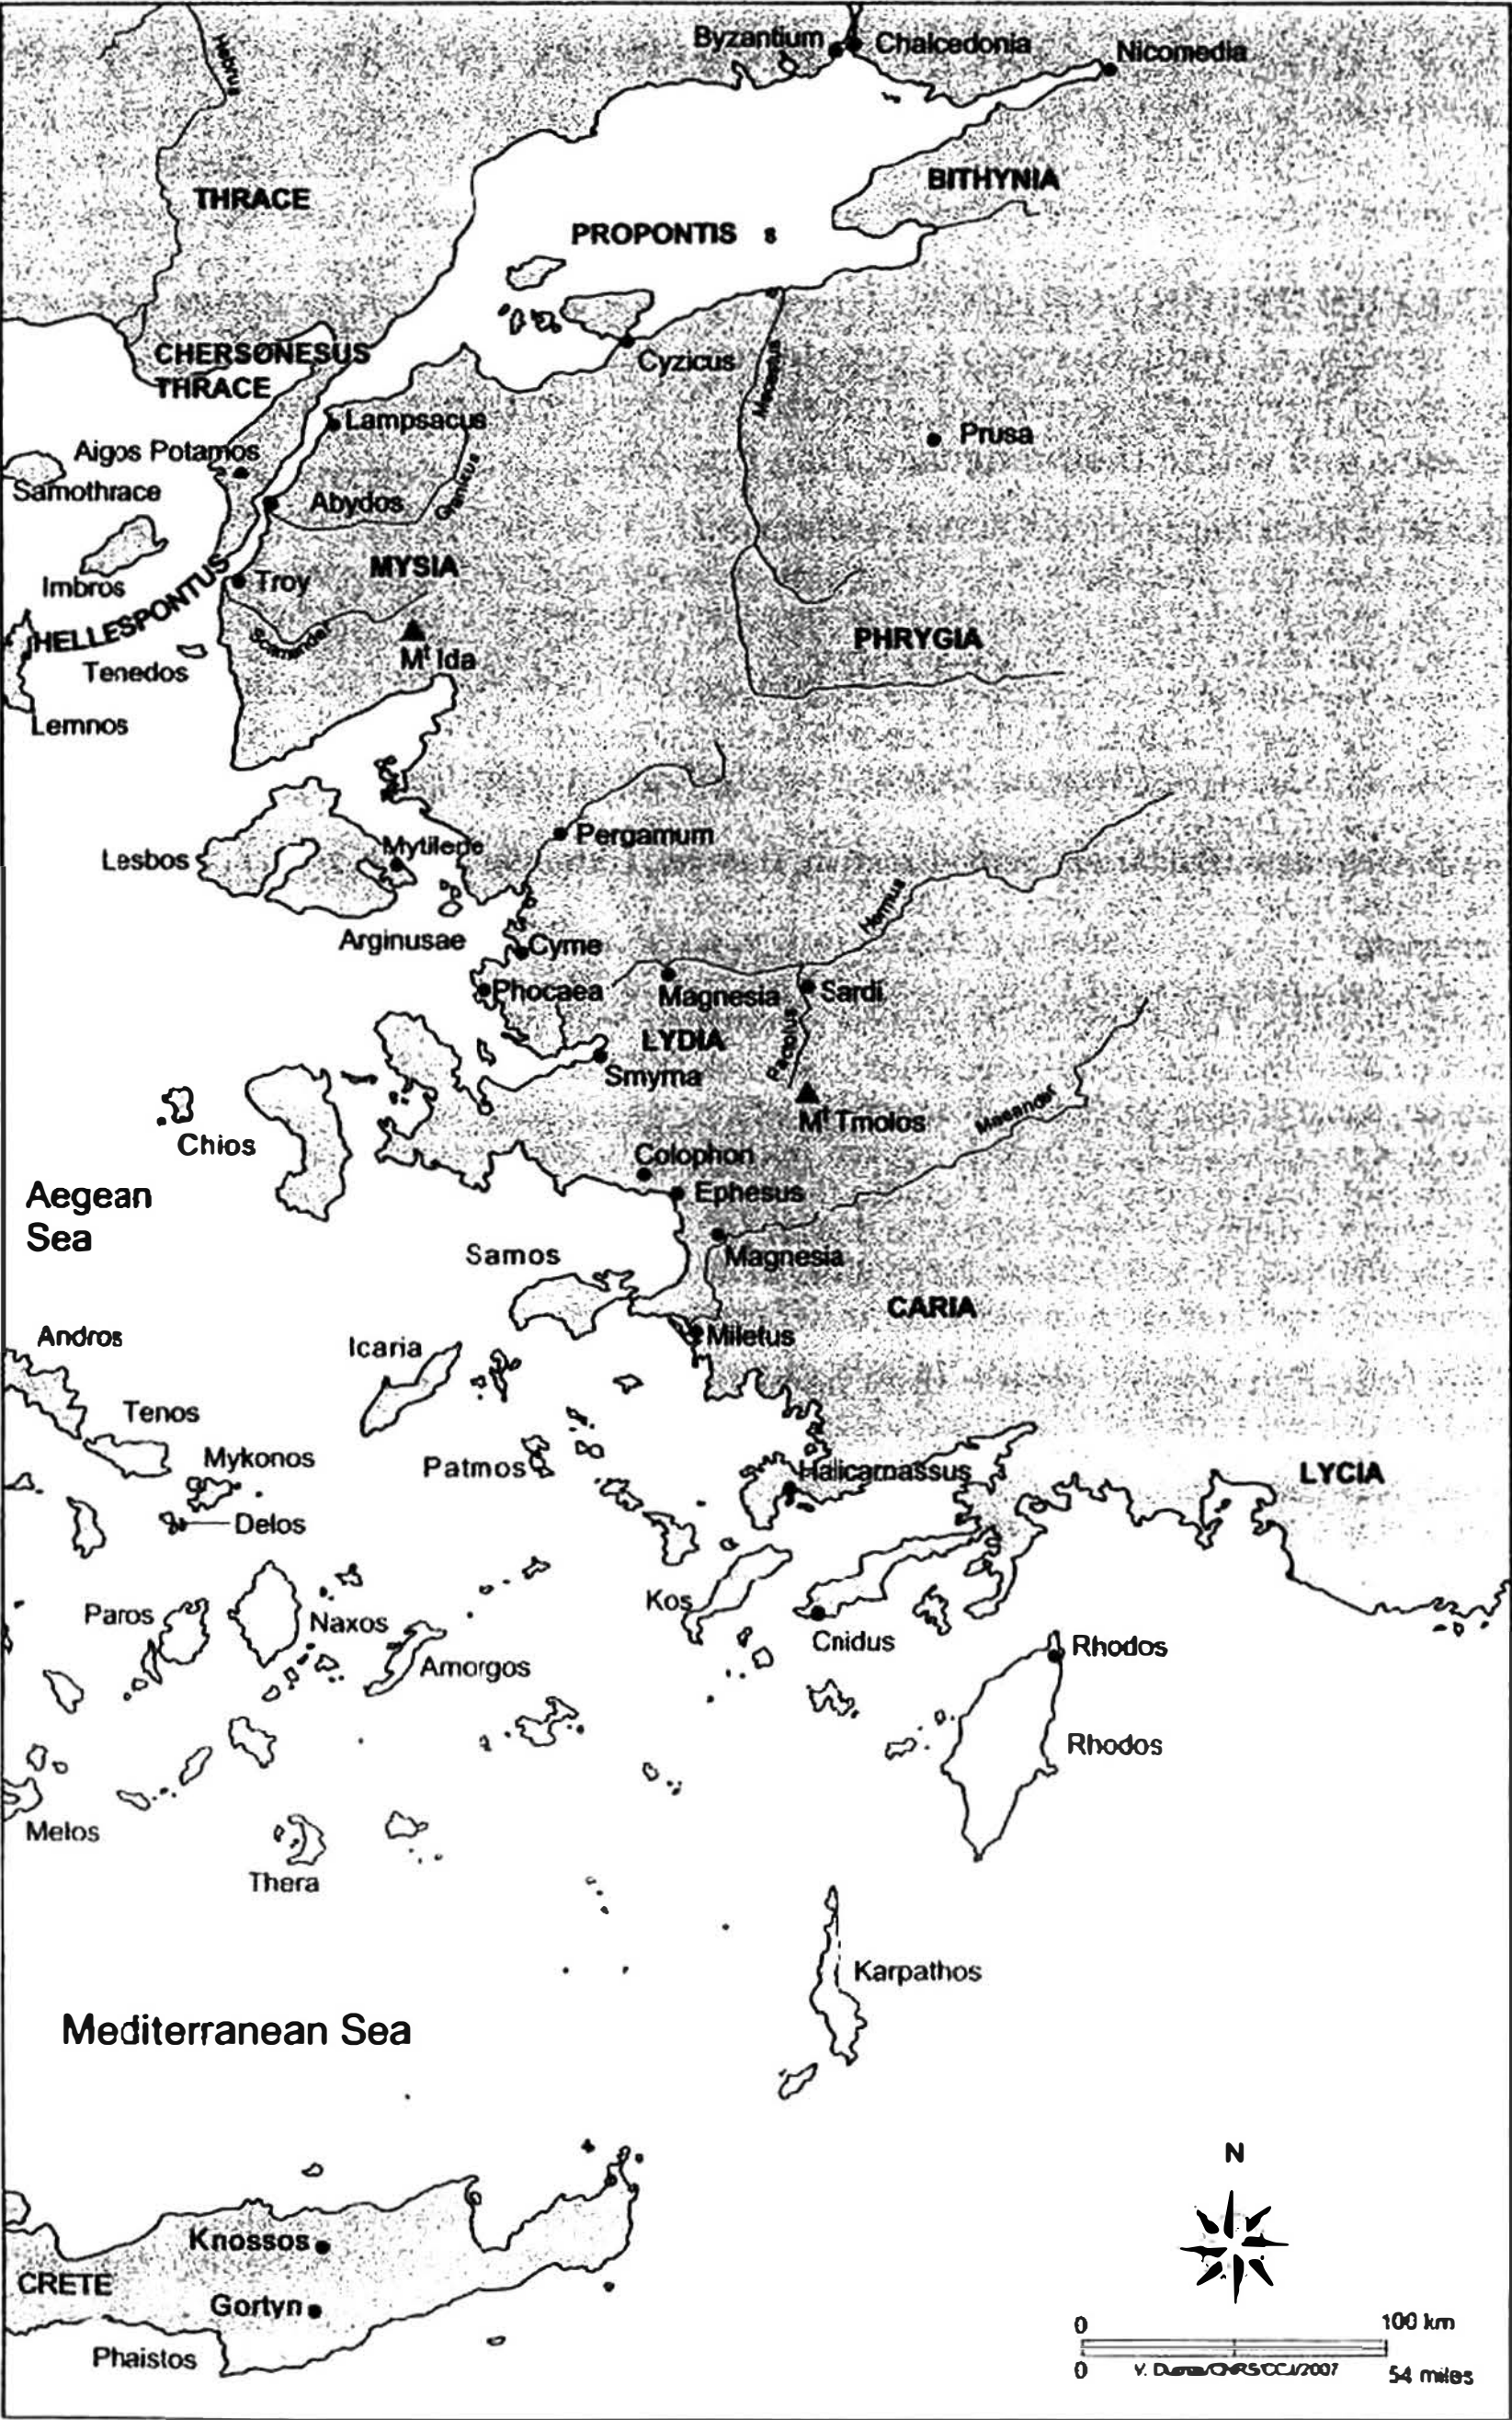 Byzantium
Chalcedonia
Nicomedia
Hebrus
THRACE
BITHYNIA
PROPONTIS s
CHERSONESUS
THRACE
Cyzicus
Lampsacus
Prusa
Aigos Potamos
Samothrace
Abydos
Granicus
Imbros
HELLESPONTUS
Troy
MYSIA
Scamander
Mt Ida
PHRYGIA
Tenedos
Lemnos
Pergamum
Lesbos
Mytilene
Arginusae
Hermus
Cyme
Phocaea
Magnesia
Sardi
LYDIA
Pactolus
Smyrna
Mt Tmolos
Maeander
Chios
Colophon
Ephesus
Aegean
Sea
Samos
Magnesia
CARIA
Miletus
Andros
Icaria
Tenos
Mykonos
Patmos
Halicarnassus
LYCIA
Delos
Kos
Paros
Naxos
Cnidus
Rhodos
Amorgos
Rhodos
Melos
Thera
Karpathos
Mediterranean Sea
N
Knossos
CRETE
Gortyn
Phaistos
0 100 km
0 54 miles